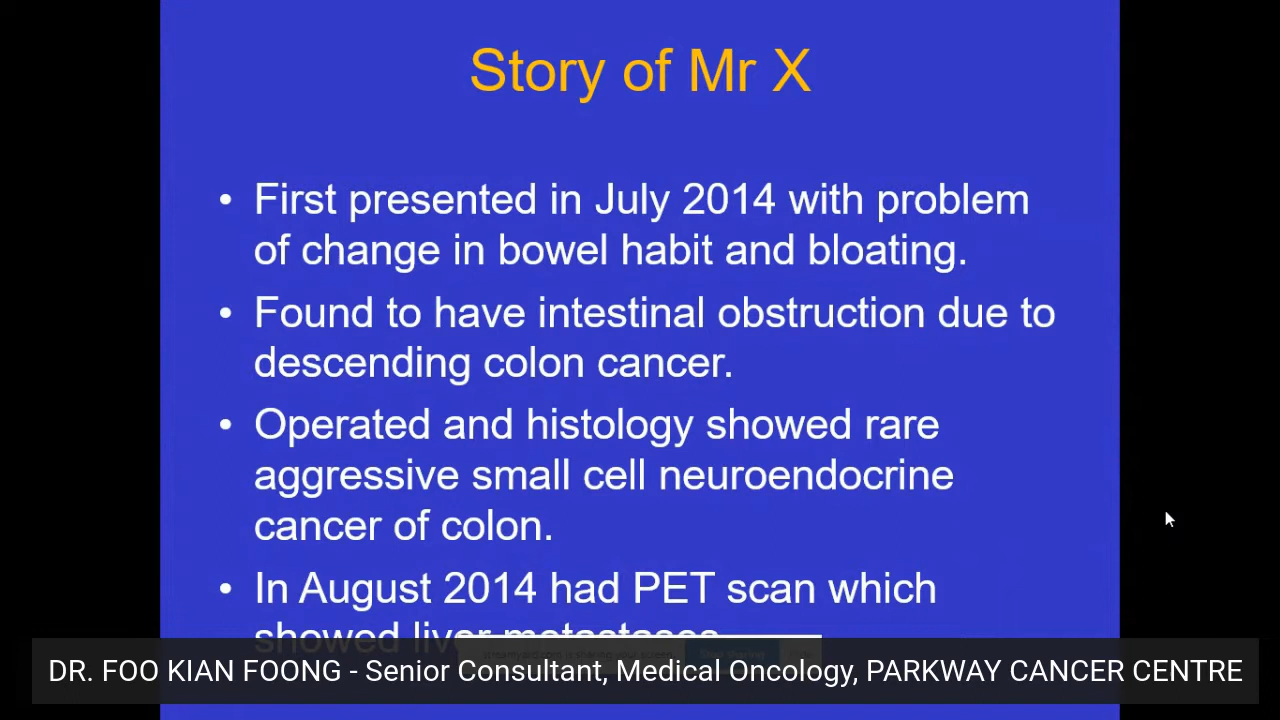 Story of Mr X
• First presented in July 2014 with problem
of change in bowel habit and bloating.
• Found to have intestinal obstruction due to
descending colon cancer.
• Operated and histology showed rare
aggressive small cell neuroendocrine
cancer of colon.
• In August 2014 had PET scan which
showed liver metastases
DR. FOO KIAN FOONG - Senior Consultant, Medical Oncology, PARKWAY CANCER CENTRE